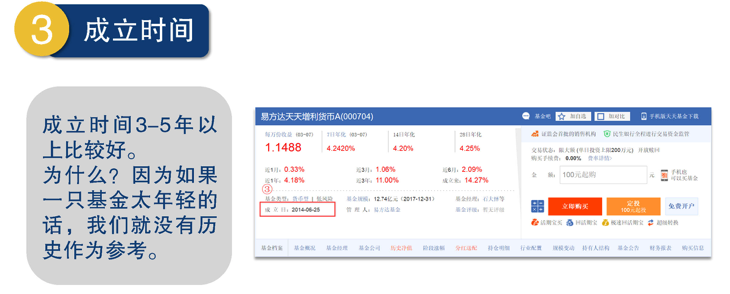 3 成立时间
成立时间3-5年以
上比较好。
为什么？因为如果
一只基金太年轻的
话，我们就没有历
史作为参考。
易方达天天增利货币A(000704)
基金吧 加自选 加对比 手机版天天基金下载
每万份收益 (03-07) 7日年化 (03-07) 14日年化 28日年化
1.1488 4.2420% 4.20% 4.25%
近1月: 0.33% 近3月: 1.06% 近6月: 2.09%
近1年: 4.18% 近3年: 11.00% 成立来: 14.27%
③
基金类型: 货币型 | 低风险 基金规模: 12.74亿元 (2017-12-31) 基金经理: 石大怿等
成 立 日: 2014-06-25 管 理 人: 易方达基金 基金评级: 暂无评级
证监会首批独销售机构 民生银行全程进行交易资金监管
交易状态: 限大额 (单日投资上限200万元) 开放赎回
购买手续费: 0.00% 费率详情>
金 额: 100元起购 元
立即购买 定投 免费开户
100元起购
活期宝买 回活期宝 极速回活期宝 超级转换
基金档案 基金概况 基金经理 基金公司 历史净值 阶段涨幅 分红送配 持仓明细 行业配置 规模变动 持有人结构 基金公告 财务报表 购买信息